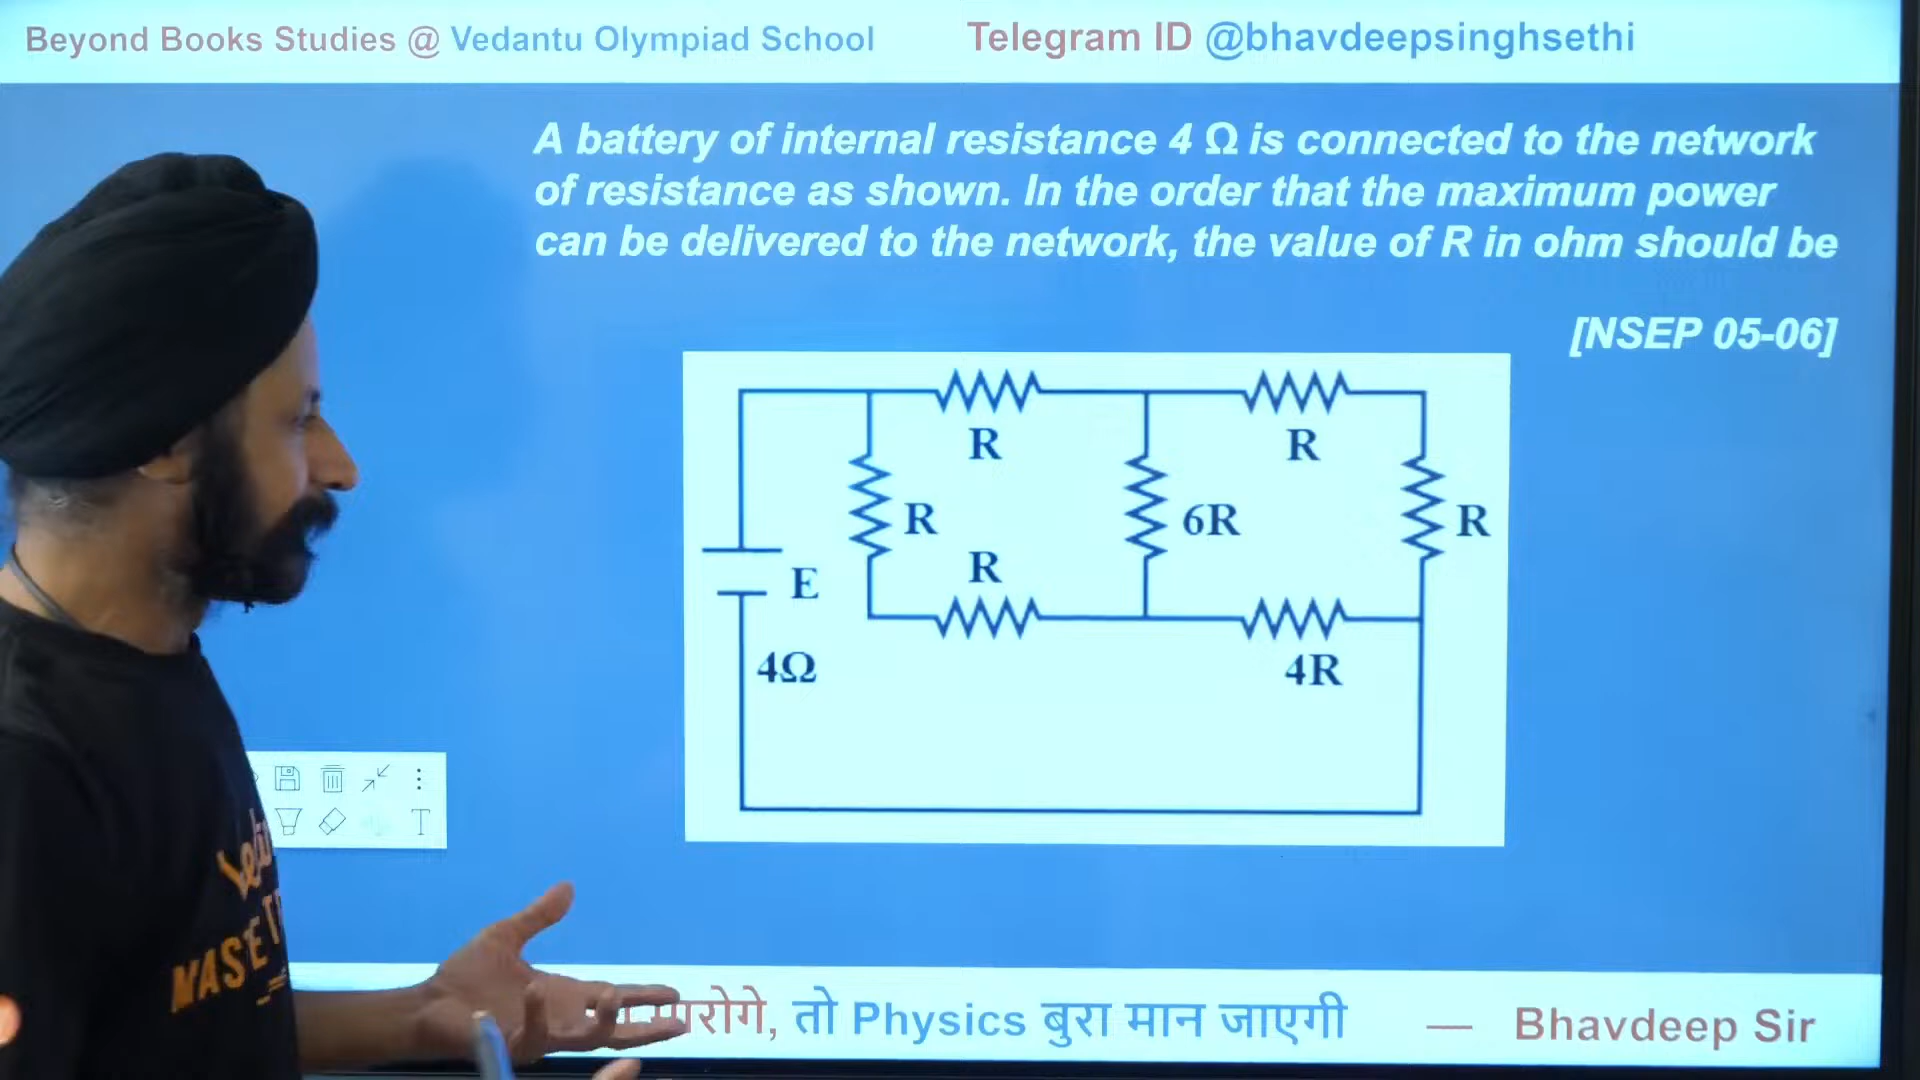 Beyond Books Studies @ Vedantu Olympiad School
Telegram ID @bhavdeepsinghsethi
A battery of internal resistance 4 Ω is connected to the network
of resistance as shown. In the order that the maximum power
can be delivered to the network, the value of R in ohm should be
[NSEP 05-06]
R
R
R
6R
R
R
E
4Ω
4R
T
तो Physics बुरा मान जाएगी — Bhavdeep Sir